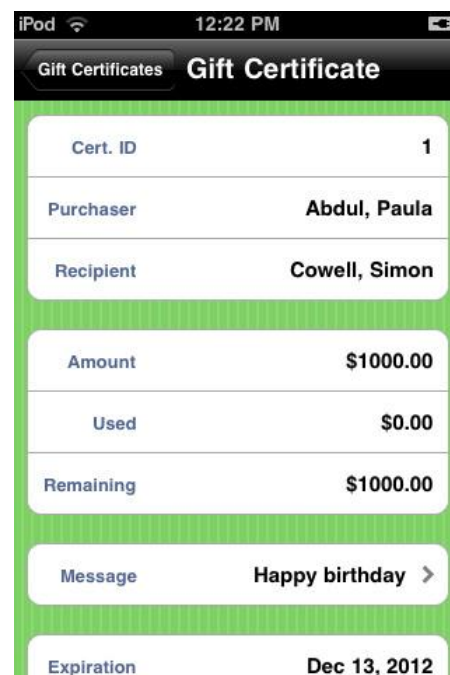 iPod 12:22 PM
Gift Certificates Gift Certificate
Cert. ID 1
Purchaser Abdul, Paula
Recipient Cowell, Simon
Amount $1000.00
Used $0.00
Remaining $1000.00
Message Happy birthday
Expiration Dec 13, 2012